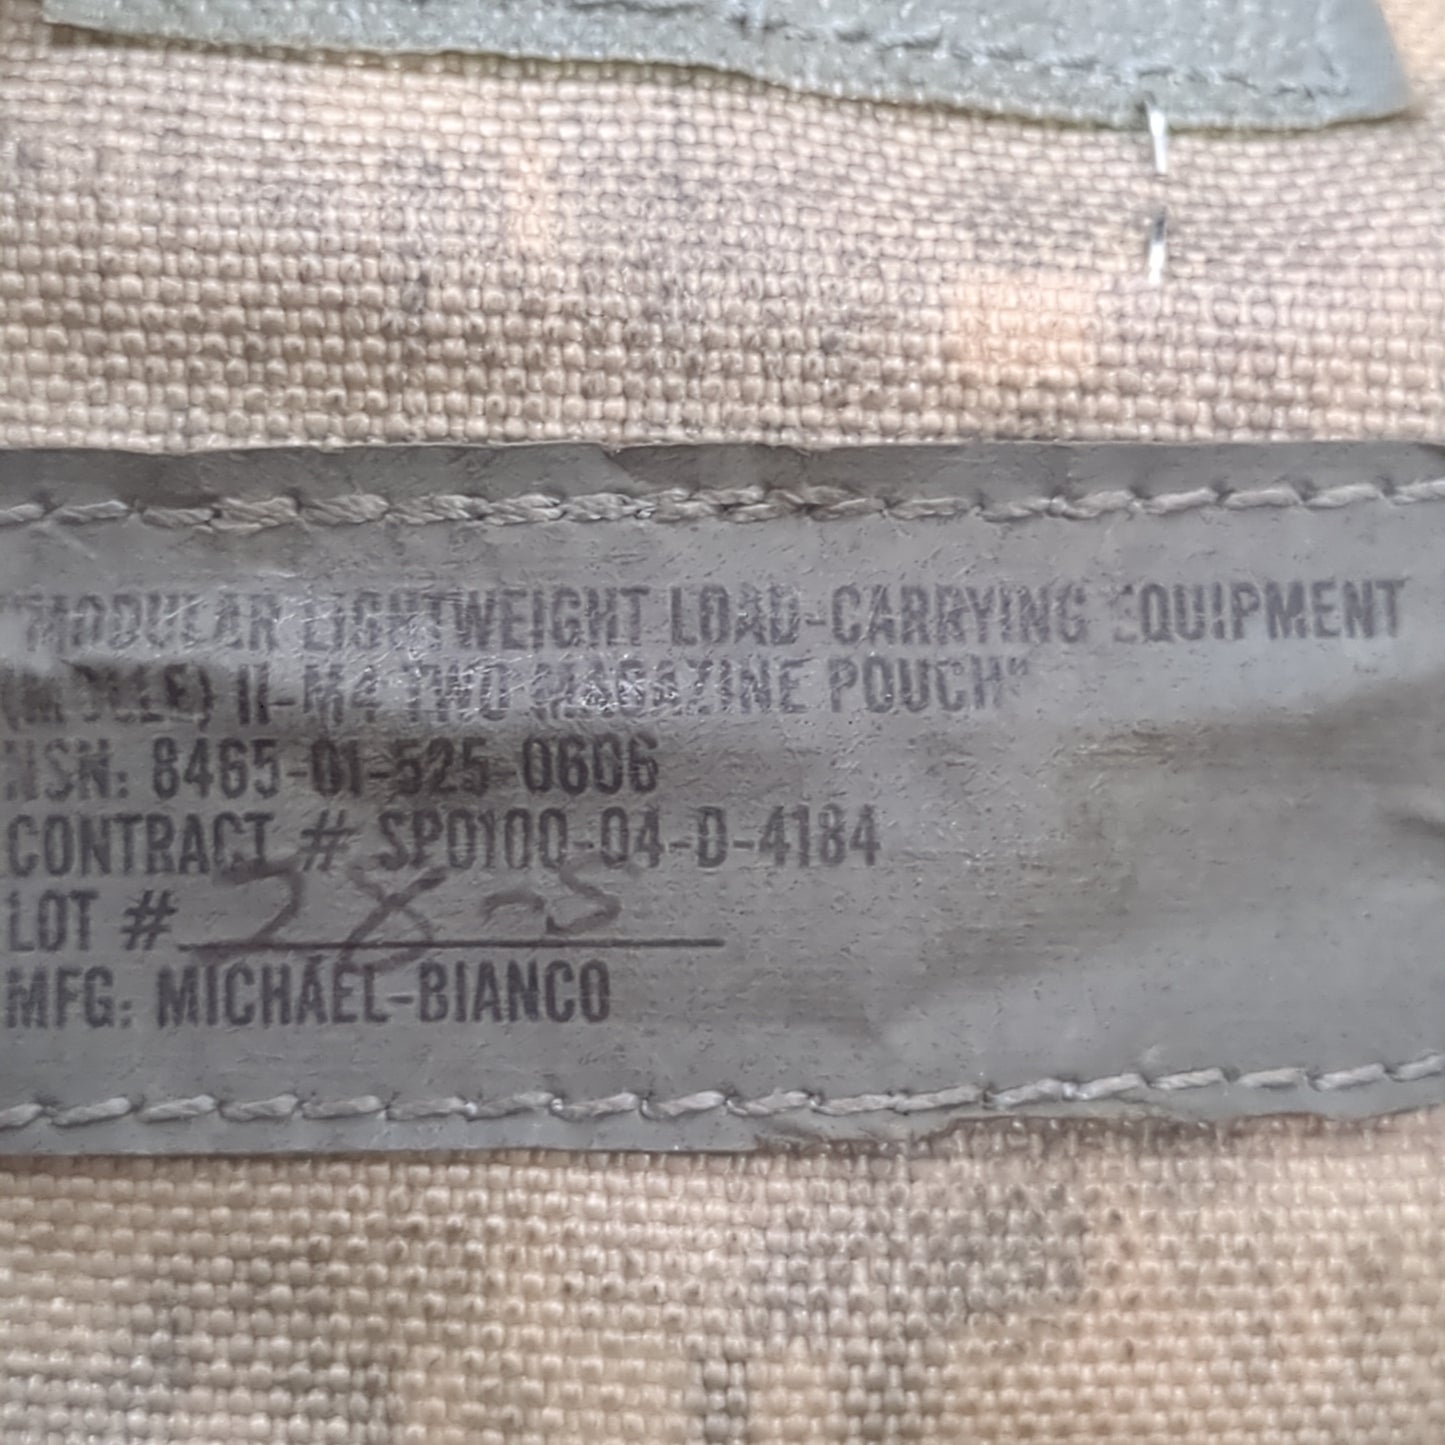 "MODULAR LIGHTWEIGHT LOAD-CARRYING EQUIPMENT
(MOLLE) II-M4 TWO MAGAZINE POUCH"
NSN: 8465-01-525-0606
CONTRACT # SPO100-04-D-4184
LOT #
MFG: MICHAEL-BIANCO